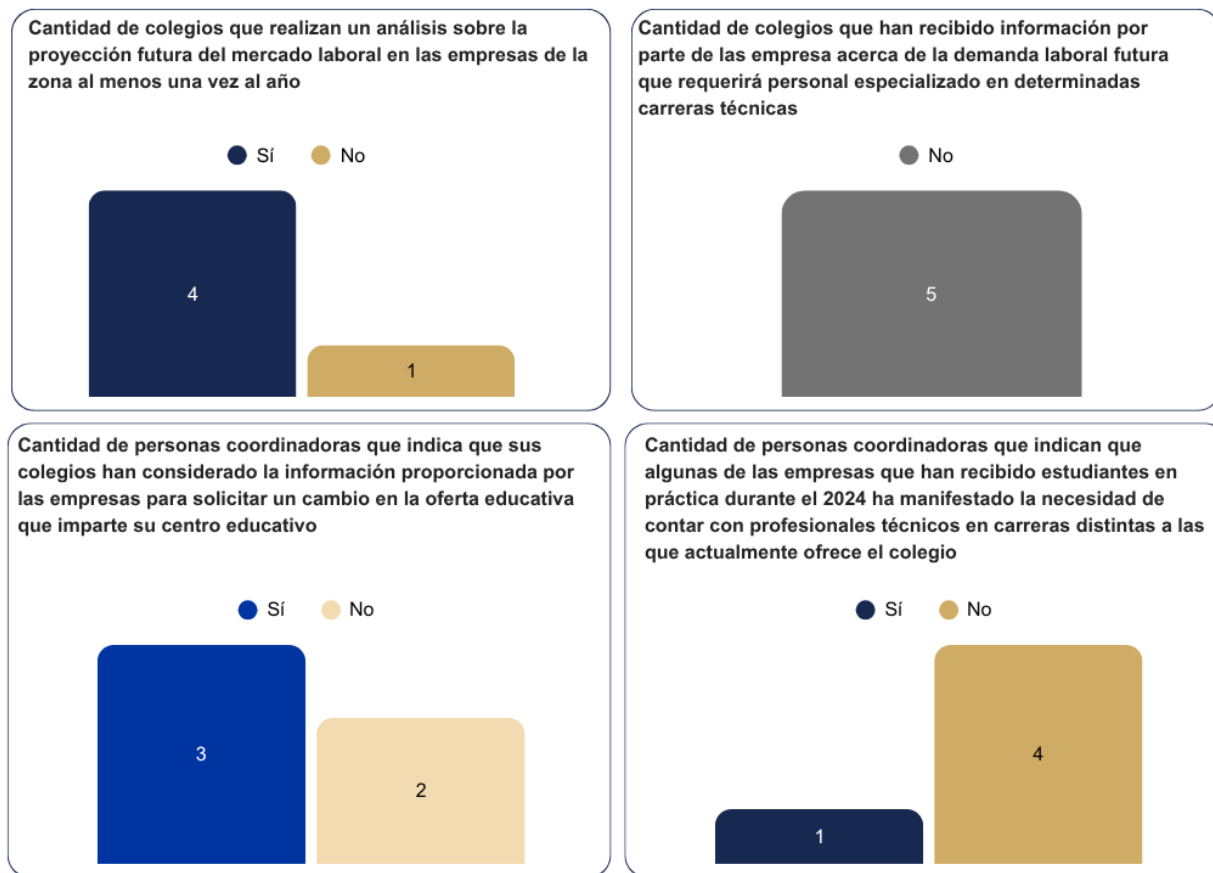 Cantidad de colegios que realizan un análisis sobre la
proyección futura del mercado laboral en las empresas de la
zona al menos una vez al año
Sí No
4
1
Cantidad de colegios que han recibido información por
parte de las empresa acerca de la demanda laboral futura
que requerirá personal especializado en determinadas
carreras técnicas
No
5
Cantidad de personas coordinadoras que indica que sus
colegios han considerado la información proporcionada por
las empresas para solicitar un cambio en la oferta educativa
que imparte su centro educativo
Sí No
3
2
Cantidad de personas coordinadoras que indican que
algunas de las empresas que han recibido estudiantes en
práctica durante el 2024 ha manifestado la necesidad de
contar con profesionales técnicos en carreras distintas a las
que actualmente ofrece el colegio
Sí No
1
4